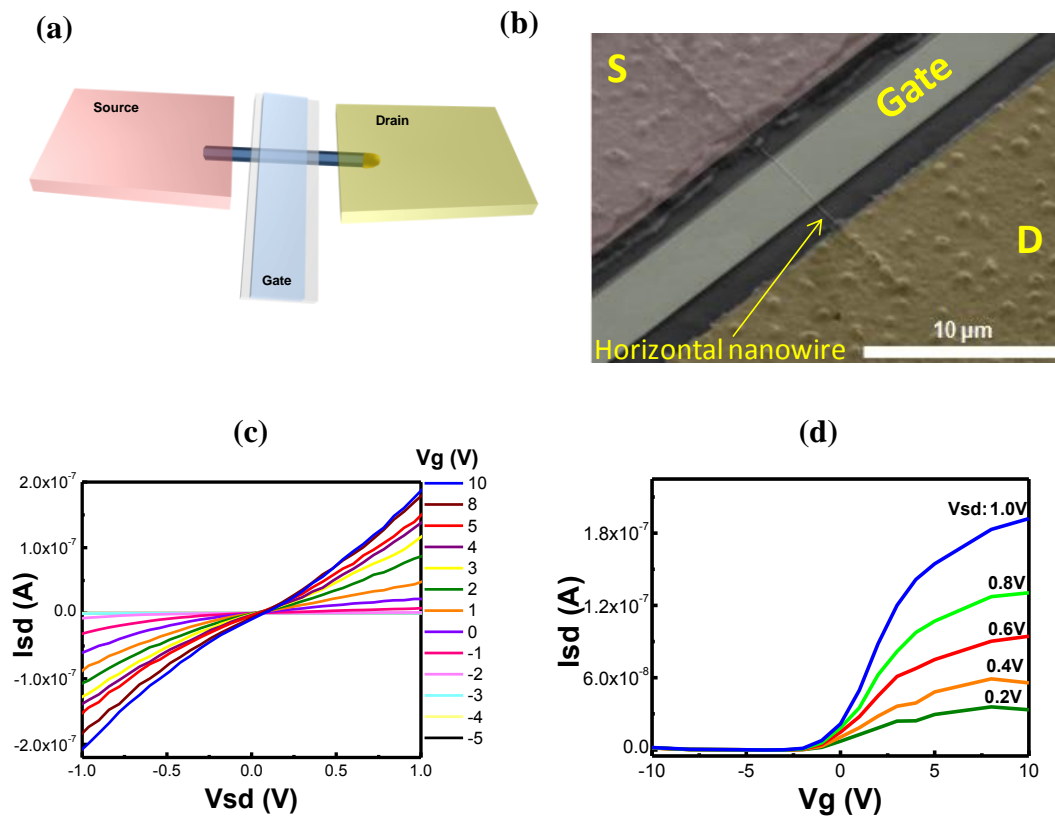 (a)
Source
Drain
Gate
(b)
S
Gate
D
10 µm
Horizontal nanowire
(c)
Vg (V)
2.0x10⁻⁷
1.0x10⁻⁷
0.0
-1.0x10⁻⁷
-2.0x10⁻⁷
-1.0
-0.5
0.0
0.5
1.0
Isd (A)
Vsd (V)
10
8
5
4
3
2
1
0
-1
-2
-3
-4
-5
(d)
Vsd: 1.0V
0.8V
0.6V
0.4V
0.2V
1.8x10⁻⁷
1.2x10⁻⁷
6.0x10⁻⁸
0.0
-10
-5
0
5
10
Isd (A)
Vg (V)